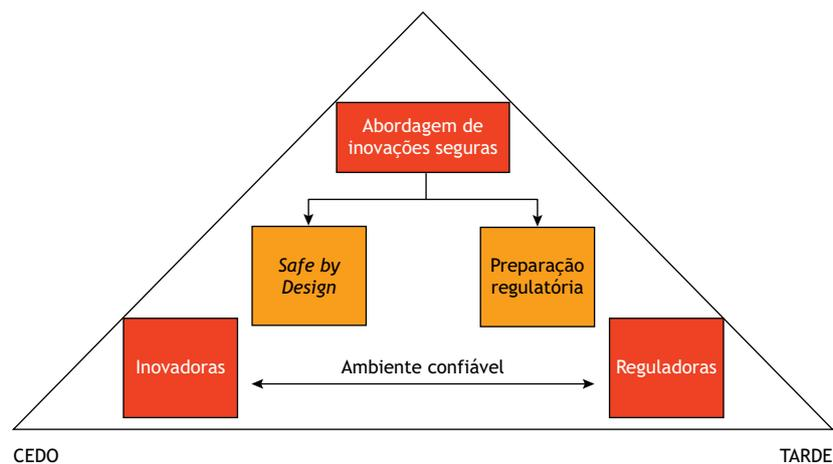 Abordagem de
inovações seguras
Safe by
Design
Preparação
regulatória
Inovadoras
Ambiente confiável
Reguladoras
CEDO
TARDE